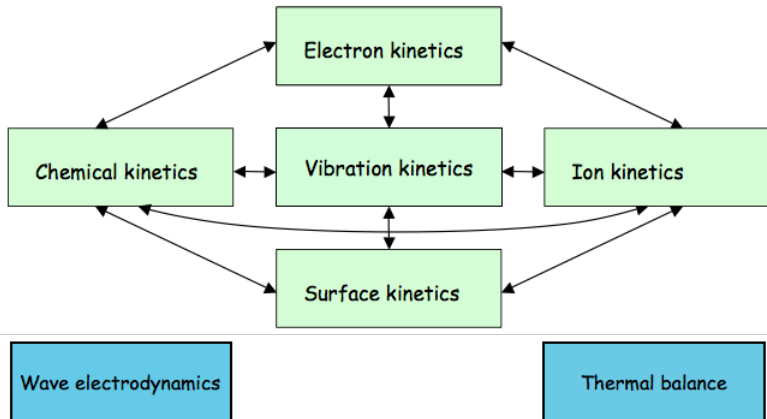 Electron kinetics
Chemical kinetics
Vibration kinetics
Ion kinetics
Surface kinetics
Wave electrodynamics
Thermal balance